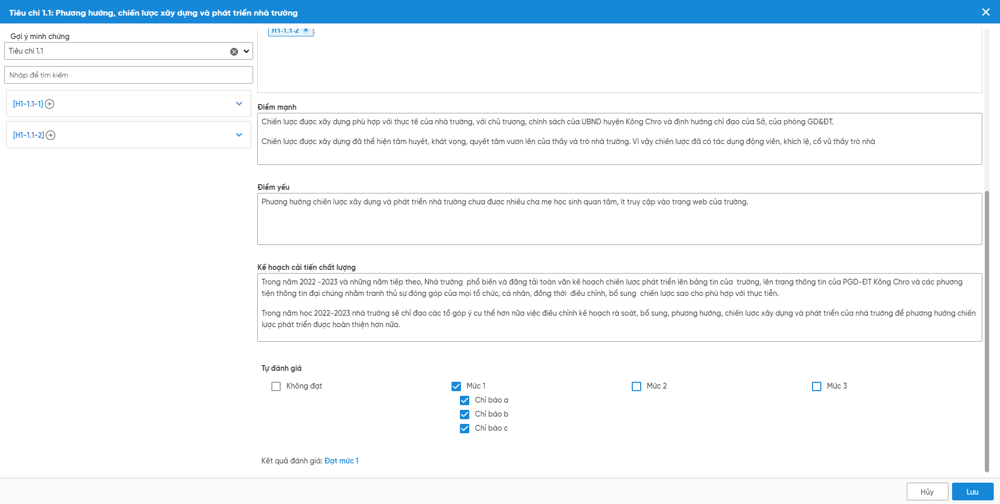 Tiêu chí 1.1: Phương hướng, chiến lược xây dựng và phát triển nhà trường
Gợi ý minh chứng
Tiêu chí 1.1
Nhập để tìm kiếm
[H1-1.1-1]
[H1-1.1-2]
H1-1.1-2 ;
Điểm mạnh
Chiến lược được xây dựng phù hợp với thực tế của nhà trường, với chủ trương, chính sách của UBND huyện Kông Chro và định hướng chỉ đạo của Sở, của phòng GD&ĐT.
Chiến lược được xây dựng đã thể hiện tâm huyết, khát vọng, quyết tâm vươn lên của thầy và trò nhà trường. Vì vậy chiến lược đã có tác dụng động viên, khích lệ, cổ vũ thầy trò nhà
Điểm yếu
Phương hướng chiến lược xây dựng và phát triển nhà trường chưa được nhiều cha mẹ học sinh quan tâm, ít truy cập vào trang web của trường.
Kế hoạch cải tiến chất lượng
Trong năm 2022 -2023 và những năm tiếp theo, Nhà trường  phổ biến và đăng tải toàn văn kế hoạch chiến lược phát triển lên bảng tin của  trường, lên trang thông tin của PGD-ĐT Kông Chro và các phương
tiện thông tin đại chúng nhằm tranh thủ sự đóng góp của mọi tổ chức, cá nhân, đồng thời  điều chỉnh, bổ sung  chiến lược sao cho phù hợp với thực tiễn.
Trong năm học 2022-2023 nhà trường sẽ chỉ đạo các tổ góp ý cụ thể hơn nữa việc điều chỉnh kế hoạch rà soát, bổ sung, phương hướng, chiến lược xây dựng và phát triển của nhà trường để phương hướng chiến
lược phát triển được hoàn thiện hơn nữa.
Tự đánh giá
Không đạt
Mức 1
Mức 2
Mức 3
Chỉ báo a
Chỉ báo b
Chỉ báo c
Kết quả đánh giá: Đạt mức 1
Hủy
Lưu